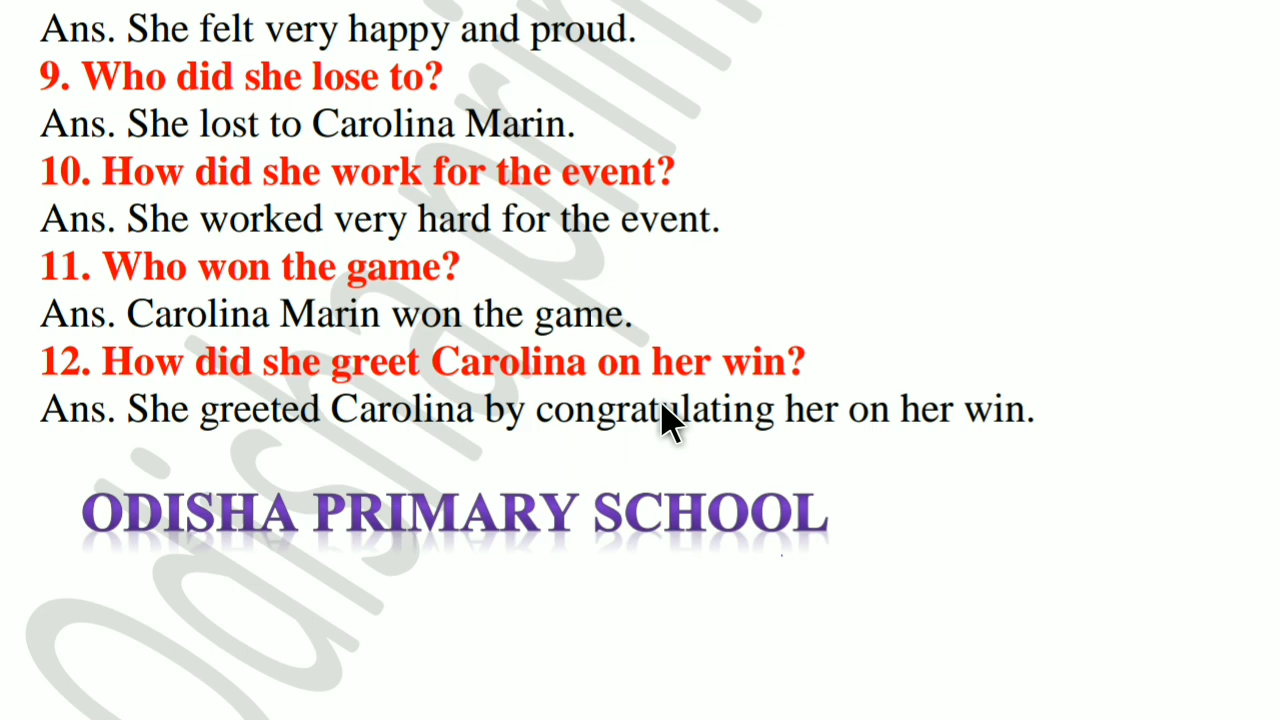 Ans. She felt very happy and proud.
9. Who did she lose to?
Ans. She lost to Carolina Marin.
10. How did she work for the event?
Ans. She worked very hard for the event.
11. Who won the game?
Ans. Carolina Marin won the game.
12. How did she greet Carolina on her win?
Ans. She greeted Carolina by congratulating her on her win.
ODISHA PRIMARY SCHOOL
Odisha prim